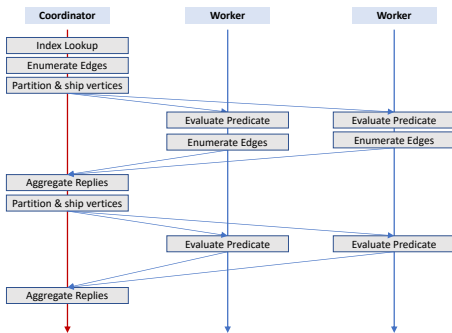 Coordinator Worker Worker
Index Lookup
Enumerate Edges
Partition & ship vertices
Evaluate Predicate Evaluate Predicate
Enumerate Edges Enumerate Edges
Aggregate Replies
Partition & ship vertices
Evaluate Predicate Evaluate Predicate
Aggregate Replies